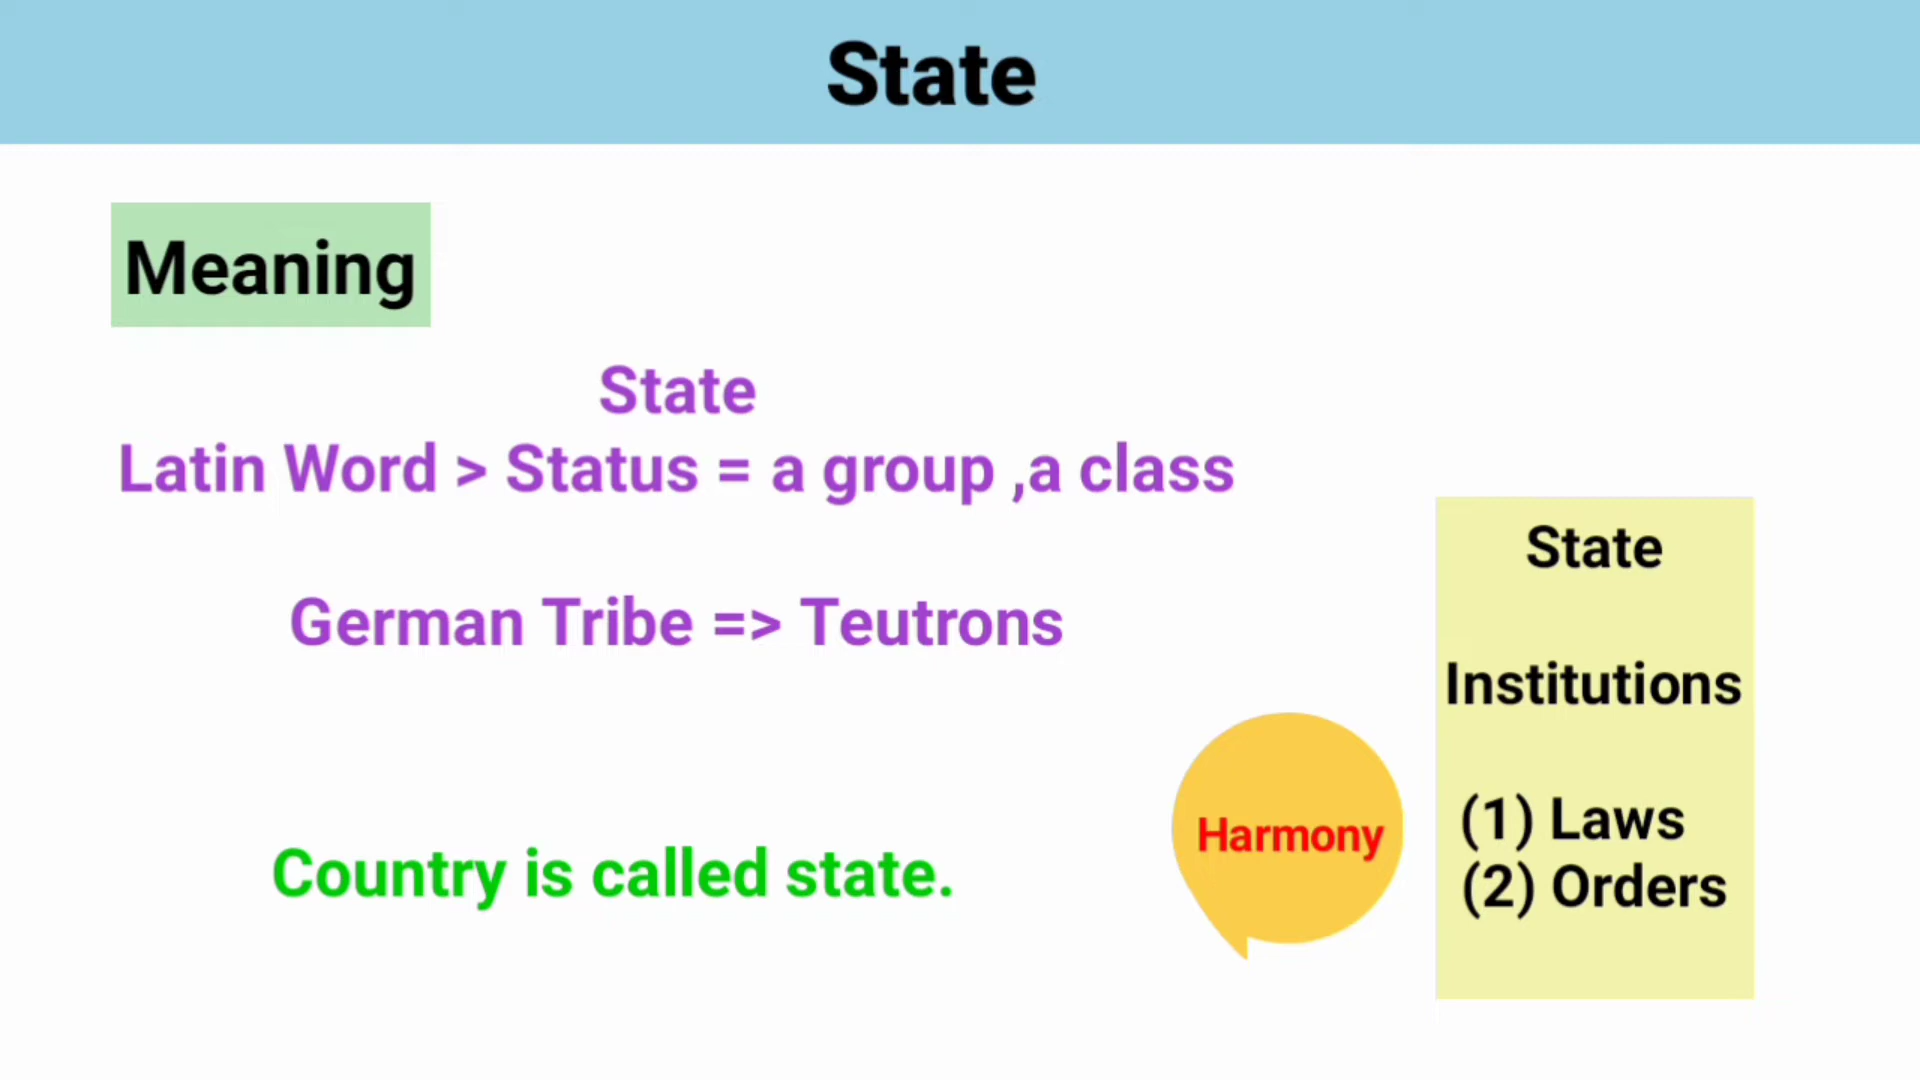 State
Meaning
State
Latin Word > Status = a group ,a class
German Tribe => Teutrons
Country is called state.
Harmony
State
Institutions
(1) Laws
(2) Orders